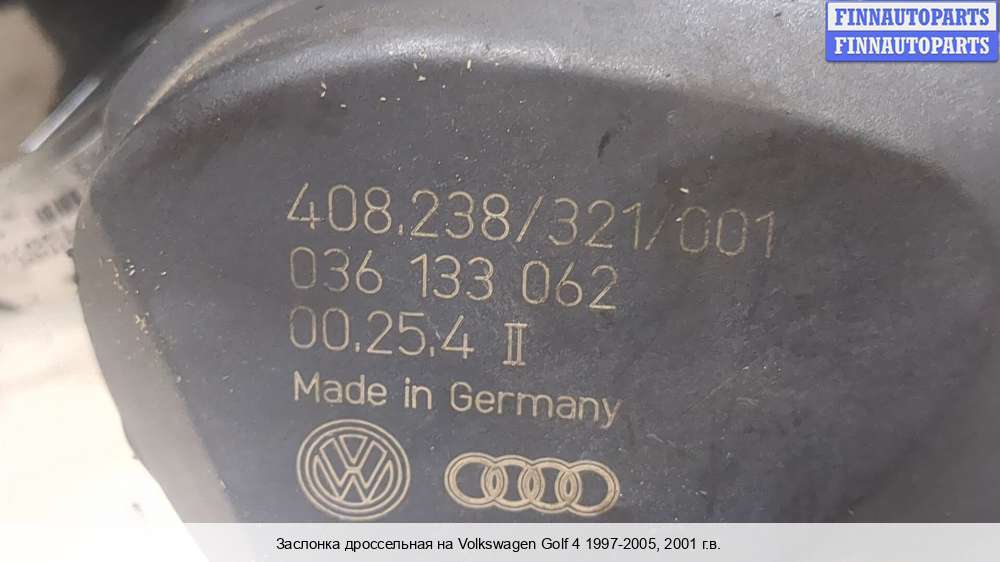 FINNAUTOPARTS
FINNAUTOPARTS
408.238/321/001
036 133 062
00.25.4 II
Made in Germany
VW
Заслонка дроссельная на Volkswagen Golf 4 1997-2005, 2001 г.в.